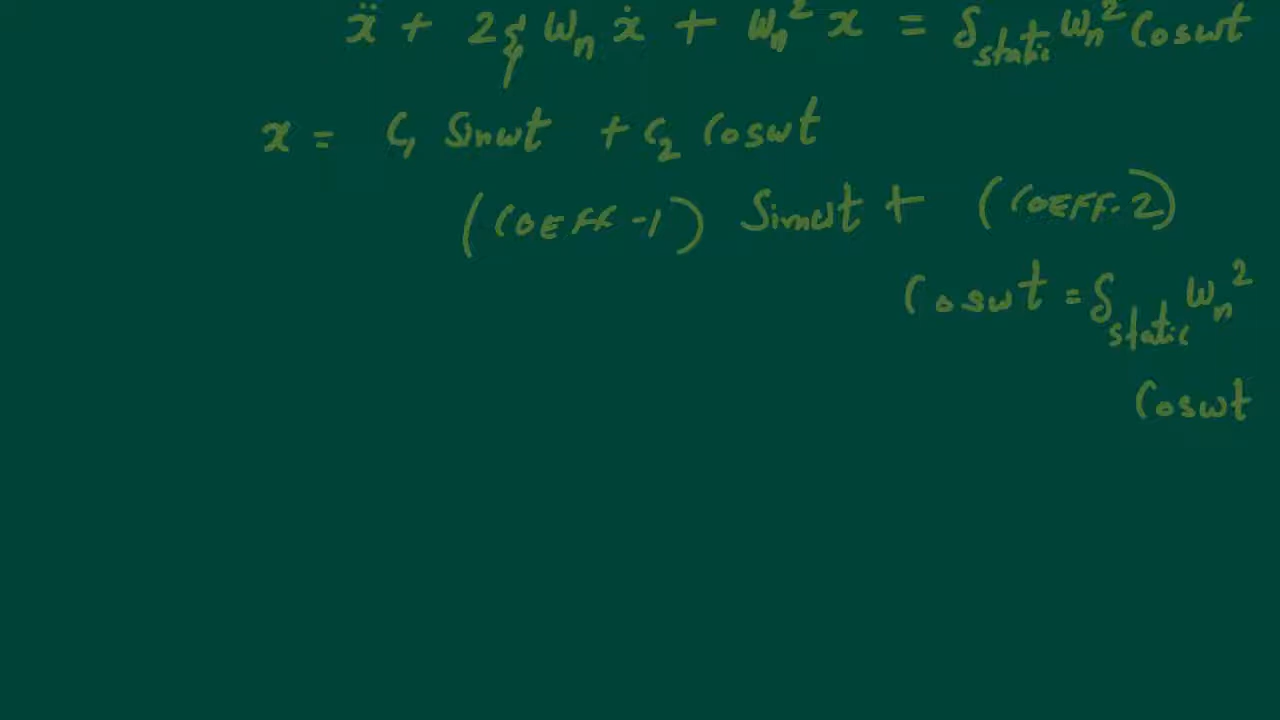 ẍ + 2ξ ωn ẋ + ωn² x = δstatic ωn² Cosωt
x = C1 Sinωt + C2 Cosωt
(COEFF-1) Sinωt + (COEFF-2)
Cosωt = δstatic ωn²
Cosωt